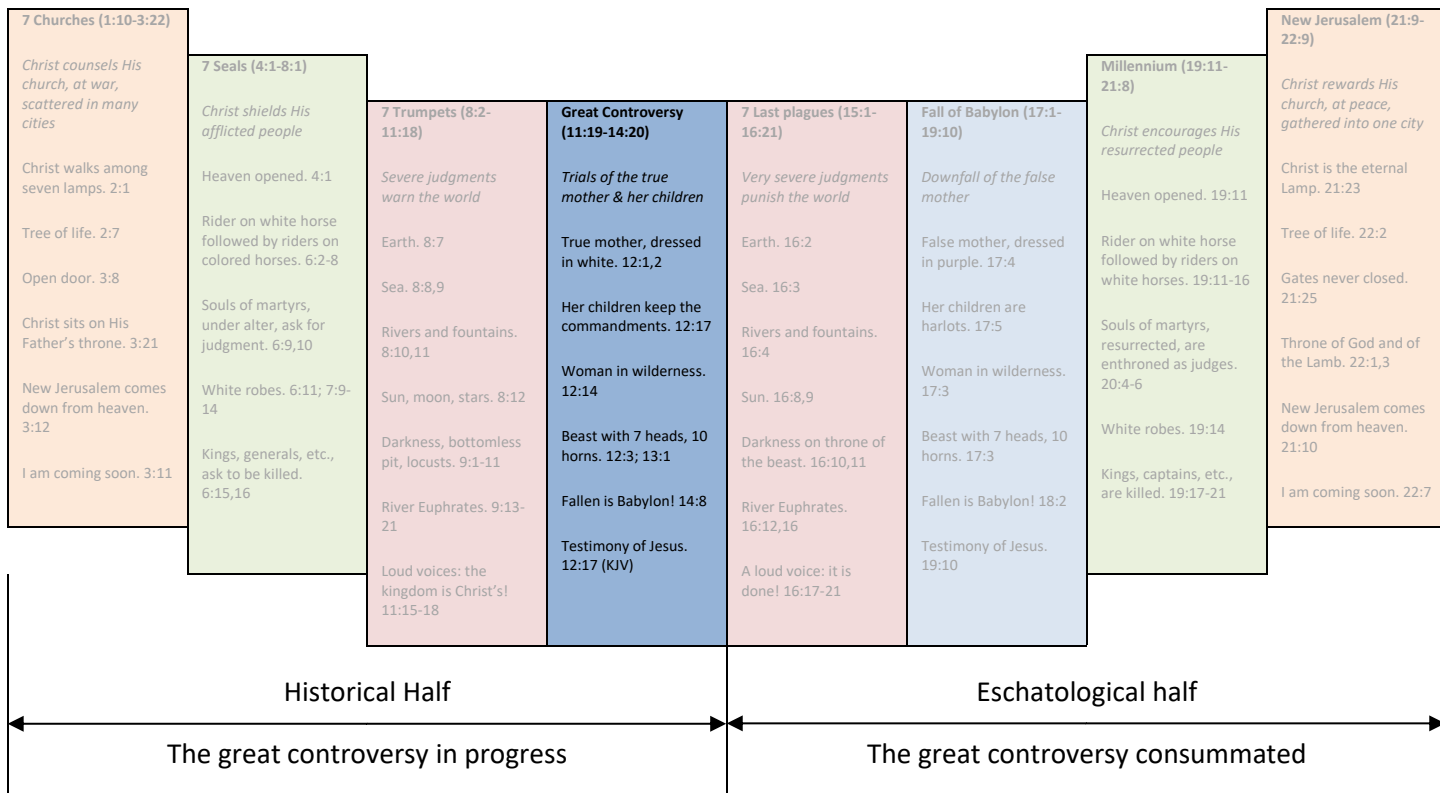 7 Churches (1:10-3:22)
Christ counsels His
church, at war,
scattered in many
cities
Christ walks among
seven lamps. 2:1
Tree of life. 2:7
Open door. 3:8
Christ sits on His
Father’s throne. 3:21
New Jerusalem comes
down from heaven.
3:12
I am coming soon. 3:11
7 Seals (4:1-8:1)
Christ shields His
afflicted people
Heaven opened. 4:1
Rider on white horse
followed by riders on
colored horses. 6:2-8
Souls of martyrs,
under alter, ask for
judgment. 6:9,10
White robes. 6:11; 7:9-
14
Kings, generals, etc.,
ask to be killed.
6:15,16
7 Trumpets (8:2-
11:18)
Severe judgments
warn the world
Earth. 8:7
Sea. 8:8,9
Rivers and fountains.
8:10,11
Sun, moon, stars. 8:12
Darkness, bottomless
pit, locusts. 9:1-11
River Euphrates. 9:13-
21
Loud voices: the
kingdom is Christ’s!
11:15-18
Great Controversy
(11:19-14:20)
Trials of the true
mother & her children
True mother, dressed
in white. 12:1,2
Her children keep the
commandments. 12:17
Woman in wilderness.
12:14
Beast with 7 heads, 10
horns. 12:3; 13:1
Fallen is Babylon! 14:8
Testimony of Jesus.
12:17 (KJV)
7 Last plagues (15:1-
16:21)
Very severe judgments
punish the world
Earth. 16:2
Sea. 16:3
Rivers and fountains.
16:4
Sun. 16:8,9
Darkness on throne of
the beast. 16:10,11
River Euphrates.
16:12,16
A loud voice: it is
done! 16:17-21
Fall of Babylon (17:1-
19:10)
Downfall of the false
mother
False mother, dressed
in purple. 17:4
Her children are
harlots. 17:5
Woman in wilderness.
17:3
Beast with 7 heads, 10
horns. 17:3
Fallen is Babylon! 18:2
Testimony of Jesus.
19:10
Millennium (19:11-
21:8)
Christ encourages His
resurrected people
Heaven opened. 19:11
Rider on white horse
followed by riders on
white horses. 19:11-16
Souls of martyrs,
resurrected, are
enthroned as judges.
20:4-6
White robes. 19:14
Kings, captains, etc.,
are killed. 19:17-21
New Jerusalem (21:9-
22:9)
Christ rewards His
church, at peace,
gathered into one city
Christ is the eternal
Lamp. 21:23
Tree of life. 22:2
Gates never closed.
21:25
Throne of God and of
the Lamb. 22:1,3
New Jerusalem comes
down from heaven.
21:10
I am coming soon. 22:7
Historical Half
The great controversy in progress
Eschatological half
The great controversy consummated